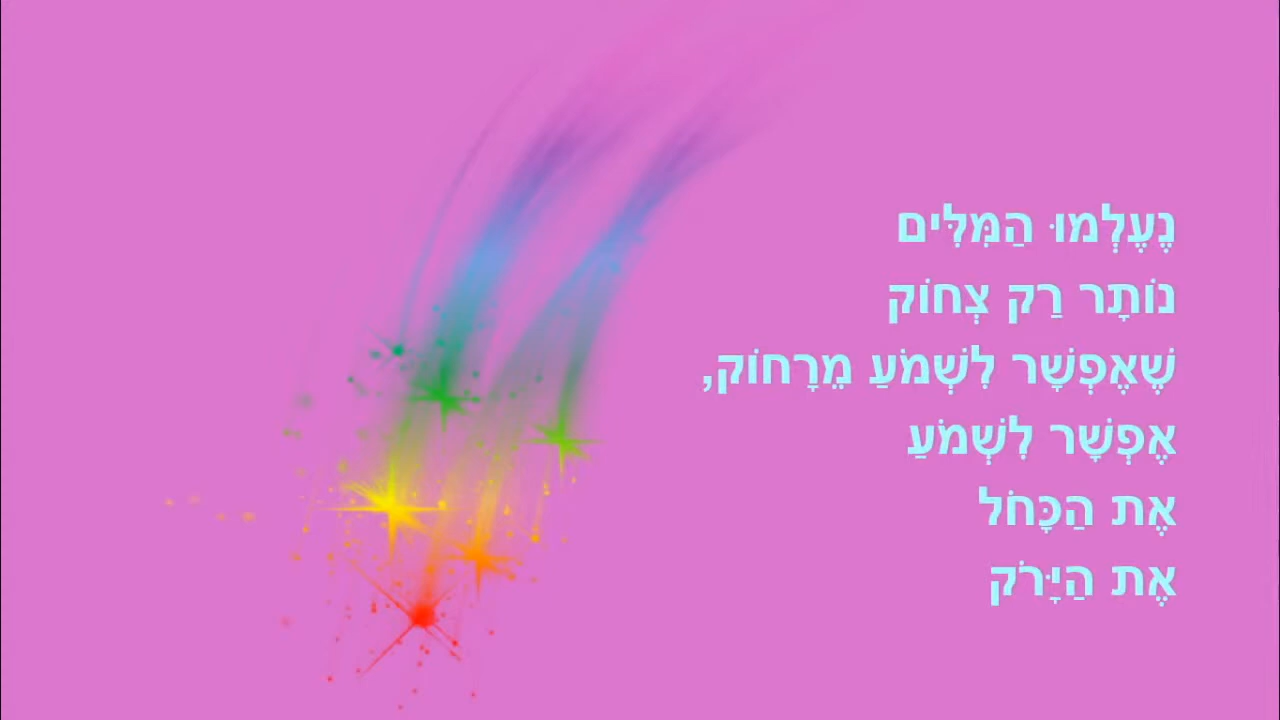 נֶעֶלְמוּ הַמִּלִּים
נוֹתָר רַק צְחוֹק
שֶׁאֶפְשָׁר לִשְׁמֹעַ מֵרָחוֹק,
אֶפְשָׁר לִשְׁמֹעַ
אֶת הַכָּחֹל
אֶת הַיָּרֹק